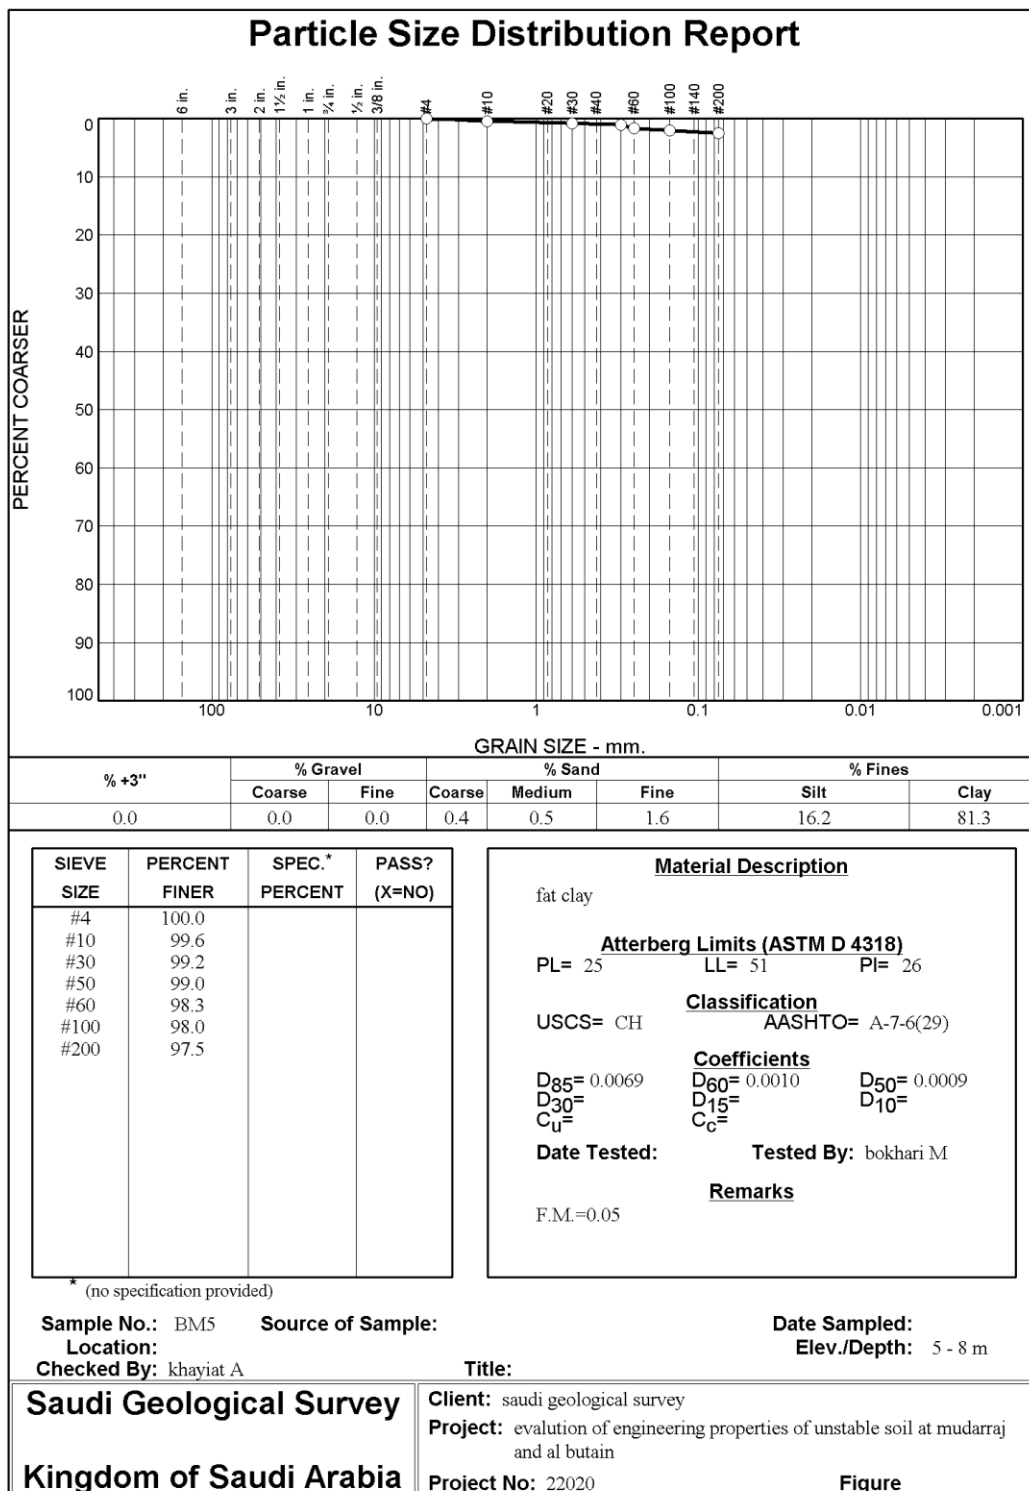 Particle Size Distribution Report
6 in.
3 in.
2 in.
1½ in.
1 in.
¾ in.
½ in.
3/8 in.
#4
#10
#20
#30
#40
#60
#100
#140
#200
PERCENT COARSER
0
10
20
30
40
50
60
70
80
90
100
100 10 1 0.1 0.01 0.001
GRAIN SIZE - mm.
% +3" % Gravel % Sand % Fines
Coarse Fine Coarse Medium Fine Silt Clay
0.0 0.0 0.0 0.4 0.5 1.6 16.2 81.3
SIEVE PERCENT SPEC.* PASS?
SIZE FINER PERCENT (X=NO)
#4 100.0
#10 99.6
#30 99.2
#50 99.0
#60 98.3
#100 98.0
#200 97.5
* (no specification provided)
Material Description
fat clay
Atterberg Limits (ASTM D 4318)
PL= 25 LL= 51 PI= 26
Classification
USCS= CH AASHTO= A-7-6(29)
Coefficients
D85= 0.0069 D60= 0.0010 D50= 0.0009
D30= D15= D10=
Cu= Cc=
Date Tested: Tested By: bokhari M
Remarks
F.M.=0.05
Sample No.: BM5 Source of Sample: Date Sampled:
Location: Elev./Depth: 5 - 8 m
Checked By: khayiat A Title:
Saudi Geological Survey
Kingdom of Saudi Arabia
Client: saudi geological survey
Project: evalution of engineering properties of unstable soil at mudarraj
and al butain
Project No: 22020 Figure